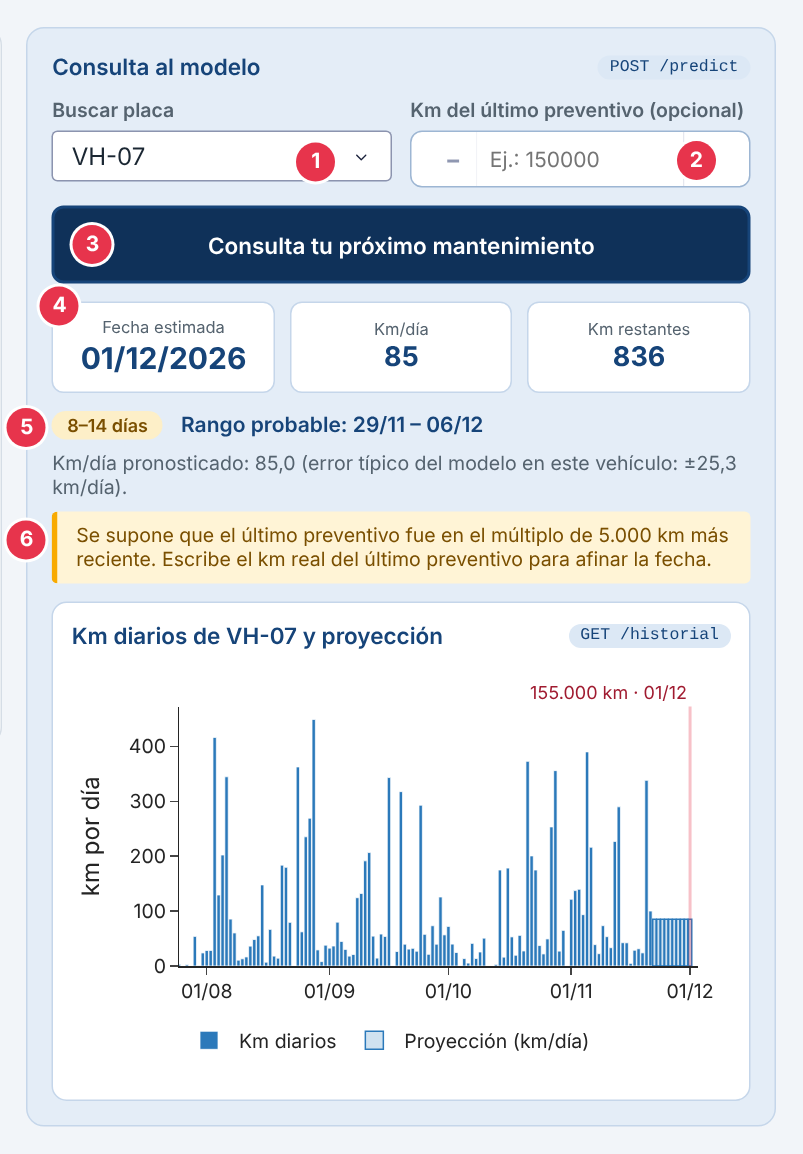 Consulta al modelo
POST /predict
Buscar placa
Km del último preventivo (opcional)
VH-07
1
– Ej.: 150000
2
3
Consulta tu próximo mantenimiento
4
Fecha estimada
01/12/2026
Km/día
85
Km restantes
836
5
8–14 días
Rango probable: 29/11 – 06/12
Km/día pronosticado: 85,0 (error típico del modelo en este vehículo: ±25,3
km/día).
6
Se supone que el último preventivo fue en el múltiplo de 5.000 km más
reciente. Escribe el km real del último preventivo para afinar la fecha.
Km diarios de VH-07 y proyección
GET /historial
155.000 km · 01/12
km por día
400
300
200
100
0
01/08
01/09
01/10
01/11
01/12
Km diarios
Proyección (km/día)